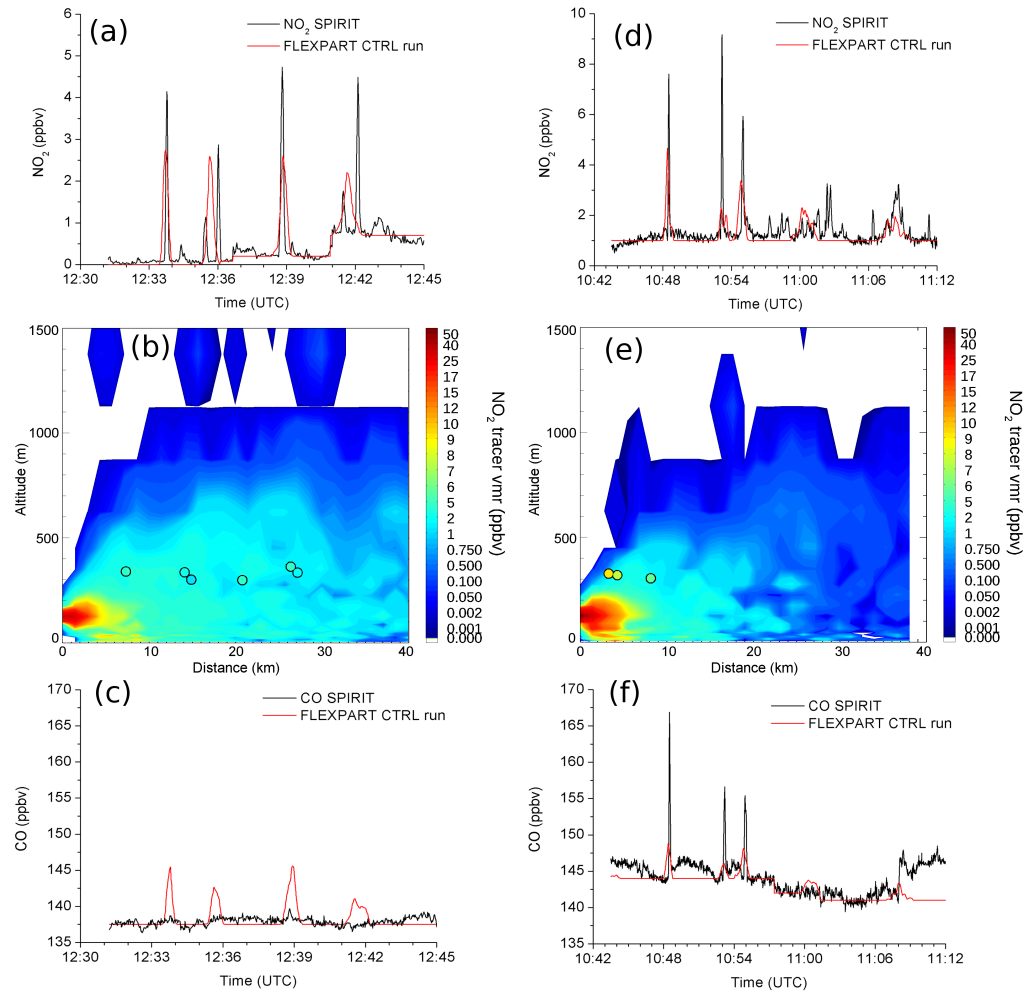 (a)
NO2 SPIRIT
FLEXPART CTRL run
6
5
4
3
2
1
0
NO2 (ppbv)
12:30 12:33 12:36 12:39 12:42 12:45
Time (UTC)
(d)
NO2 SPIRIT
FLEXPART CTRL run
10
8
6
4
2
0
NO2 (ppbv)
10:42 10:48 10:54 11:00 11:06 11:12
Time (UTC)
(b)
1500
1000
500
0
Altitude (m)
0 10 20 30 40
Distance (km)
50
40
25
17
12
10
9
8
7
6
5
2
1
0.750
0.500
0.100
0.050
0.002
0.001
0.000
NO2 tracer vmr (ppbv)
(e)
1500
1000
500
0
Altitude (m)
0 10 20 30 40
Distance (km)
50
40
25
17
12
10
9
8
7
6
5
2
1
0.750
0.500
0.100
0.050
0.002
0.001
0.000
NO2 tracer vmr (ppbv)
(c)
CO SPIRIT
FLEXPART CTRL run
170
165
160
155
150
145
140
135
CO (ppbv)
12:30 12:33 12:36 12:39 12:42 12:45
Time (UTC)
(f)
CO SPIRIT
FLEXPART CTRL run
170
165
160
155
150
145
140
135
CO (ppbv)
10:42 10:48 10:54 11:00 11:06 11:12
Time (UTC)